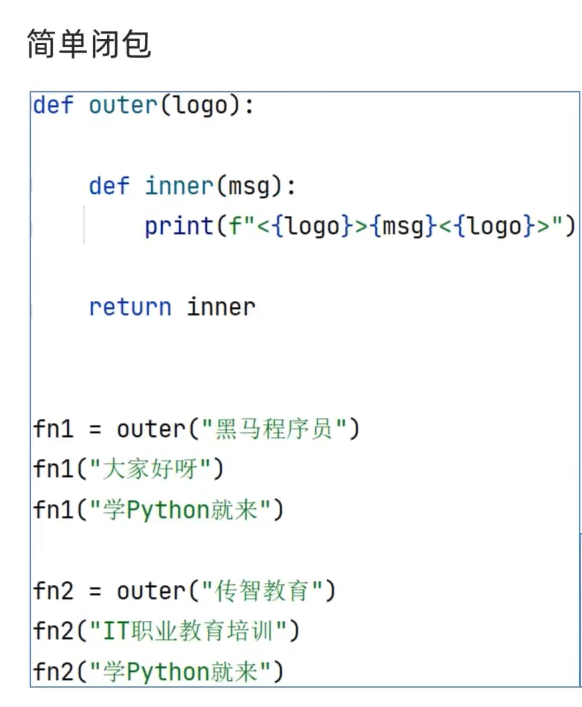 简单闭包
def outer(logo):
    def inner(msg):
        print(f"<{logo}>{msg}<{logo}>")
    return inner
fn1 = outer("黑马程序员")
fn1("大家好呀")
fn1("学Python就来")
fn2 = outer("传智教育")
fn2("IT职业教育培训")
fn2("学Python就来")